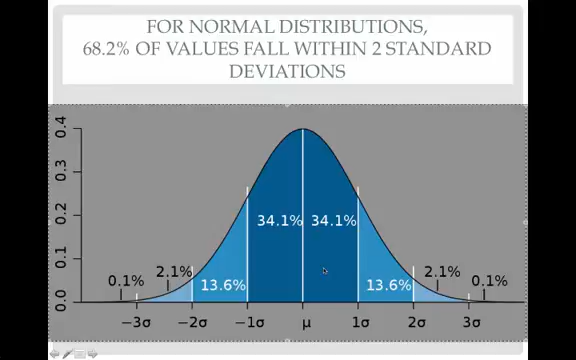 FOR NORMAL DISTRIBUTIONS,
68.2% OF VALUES FALL WITHIN 2 STANDARD
DEVIATIONS
0.4
0.3
0.2
0.1
0.0
34.1% 34.1%
0.1% 2.1% 13.6% 13.6% 2.1% 0.1%
−3σ −2σ −1σ μ 1σ 2σ 3σ